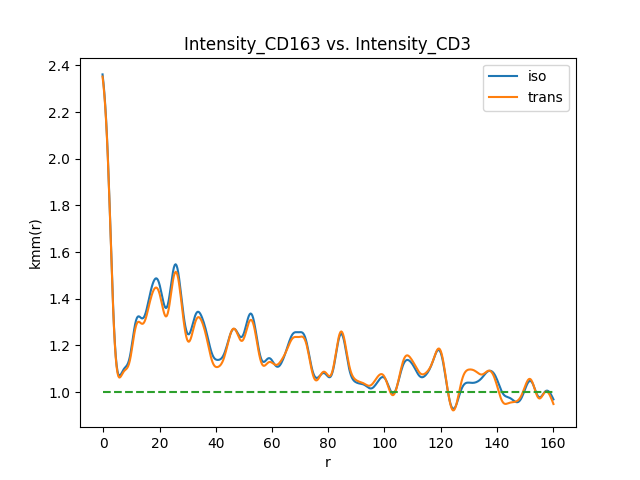 Intensity_CD163 vs. Intensity_CD3
iso
trans
2.4
2.2
2.0
1.8
1.6
1.4
1.2
1.0
kmm(r)
0 20 40 60 80 100 120 140 160
r